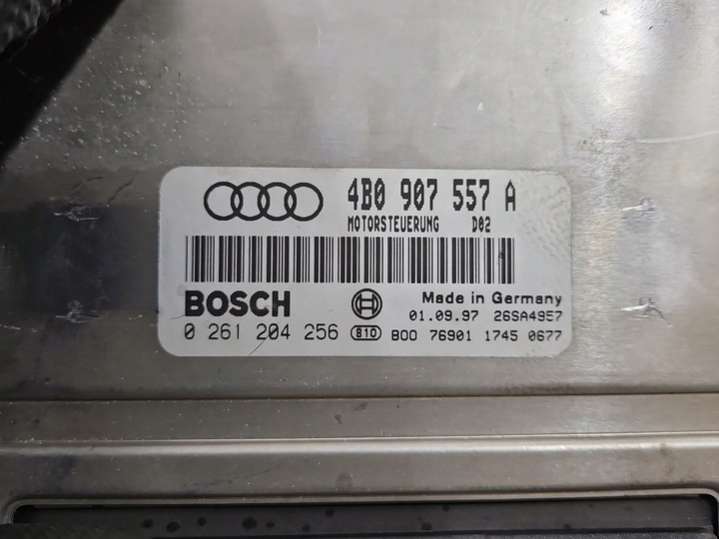 4B0 907 557 A
MOTORSTEUERUNG D02
BOSCH
Made in Germany
01.09.97 26SA4957
0 261 204 256 810 B00 76901 1745 0677